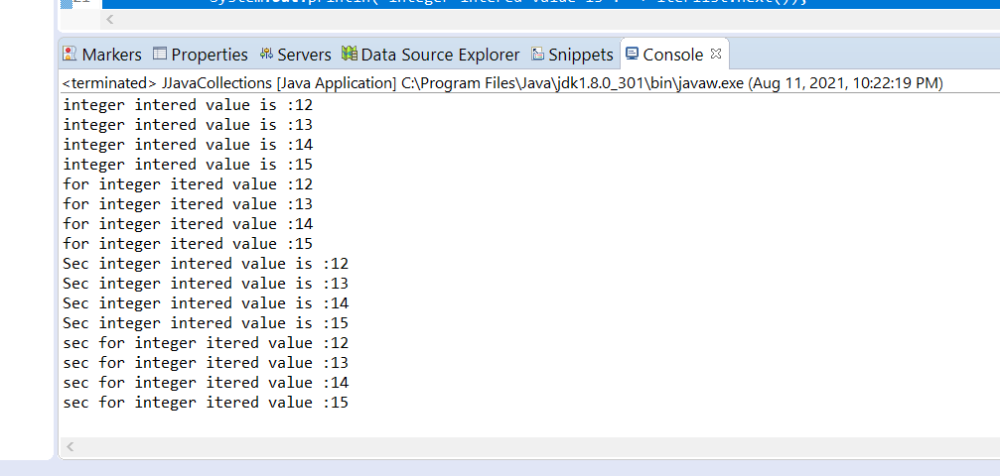 Markers Properties Servers Data Source Explorer Snippets Console
<terminated> JJavaCollections [Java Application] C:\Program Files\Java\jdk1.8.0_301\bin\javaw.exe (Aug 11, 2021, 10:22:19 PM)
integer intered value is :12
integer intered value is :13
integer intered value is :14
integer intered value is :15
for integer itered value :12
for integer itered value :13
for integer itered value :14
for integer itered value :15
Sec integer intered value is :12
Sec integer intered value is :13
Sec integer intered value is :14
Sec integer intered value is :15
sec for integer itered value :12
sec for integer itered value :13
sec for integer itered value :14
sec for integer itered value :15